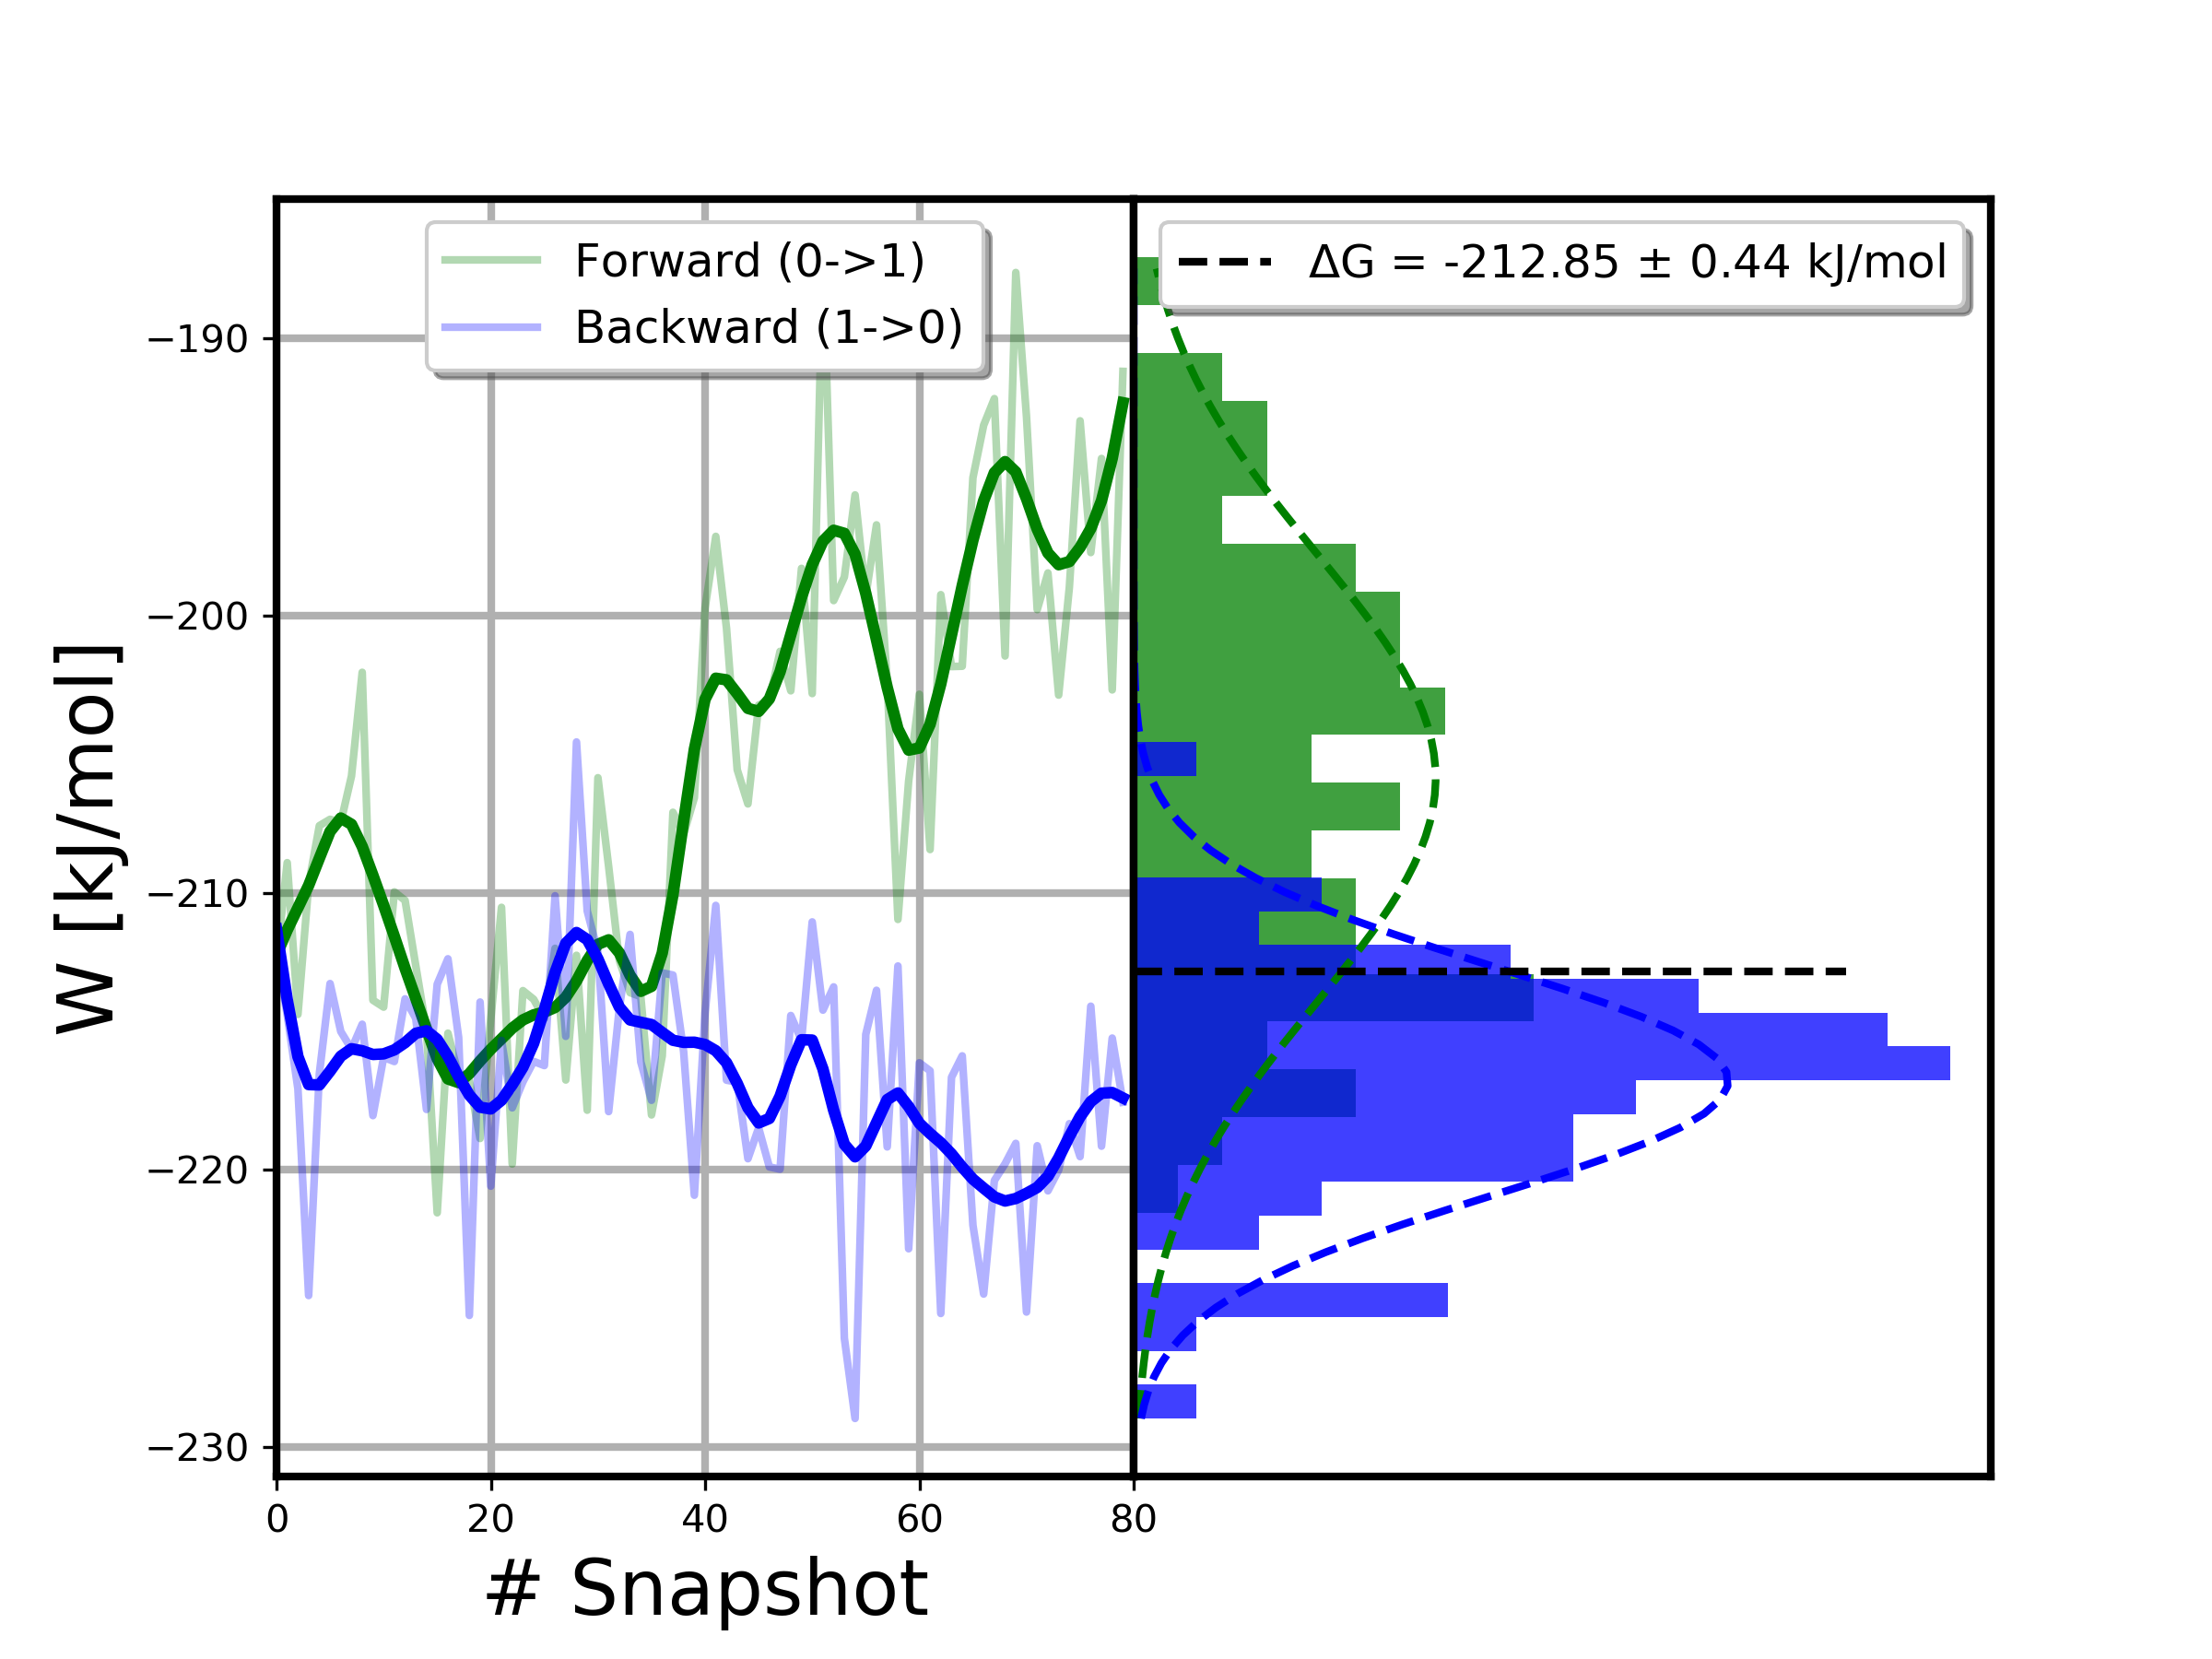 Forward (0->1)
Backward (1->0)
ΔG = -212.85 ± 0.44 kJ/mol
−190
−200
−210
−220
−230
W [kJ/mol]
0 20 40 60 80
# Snapshot